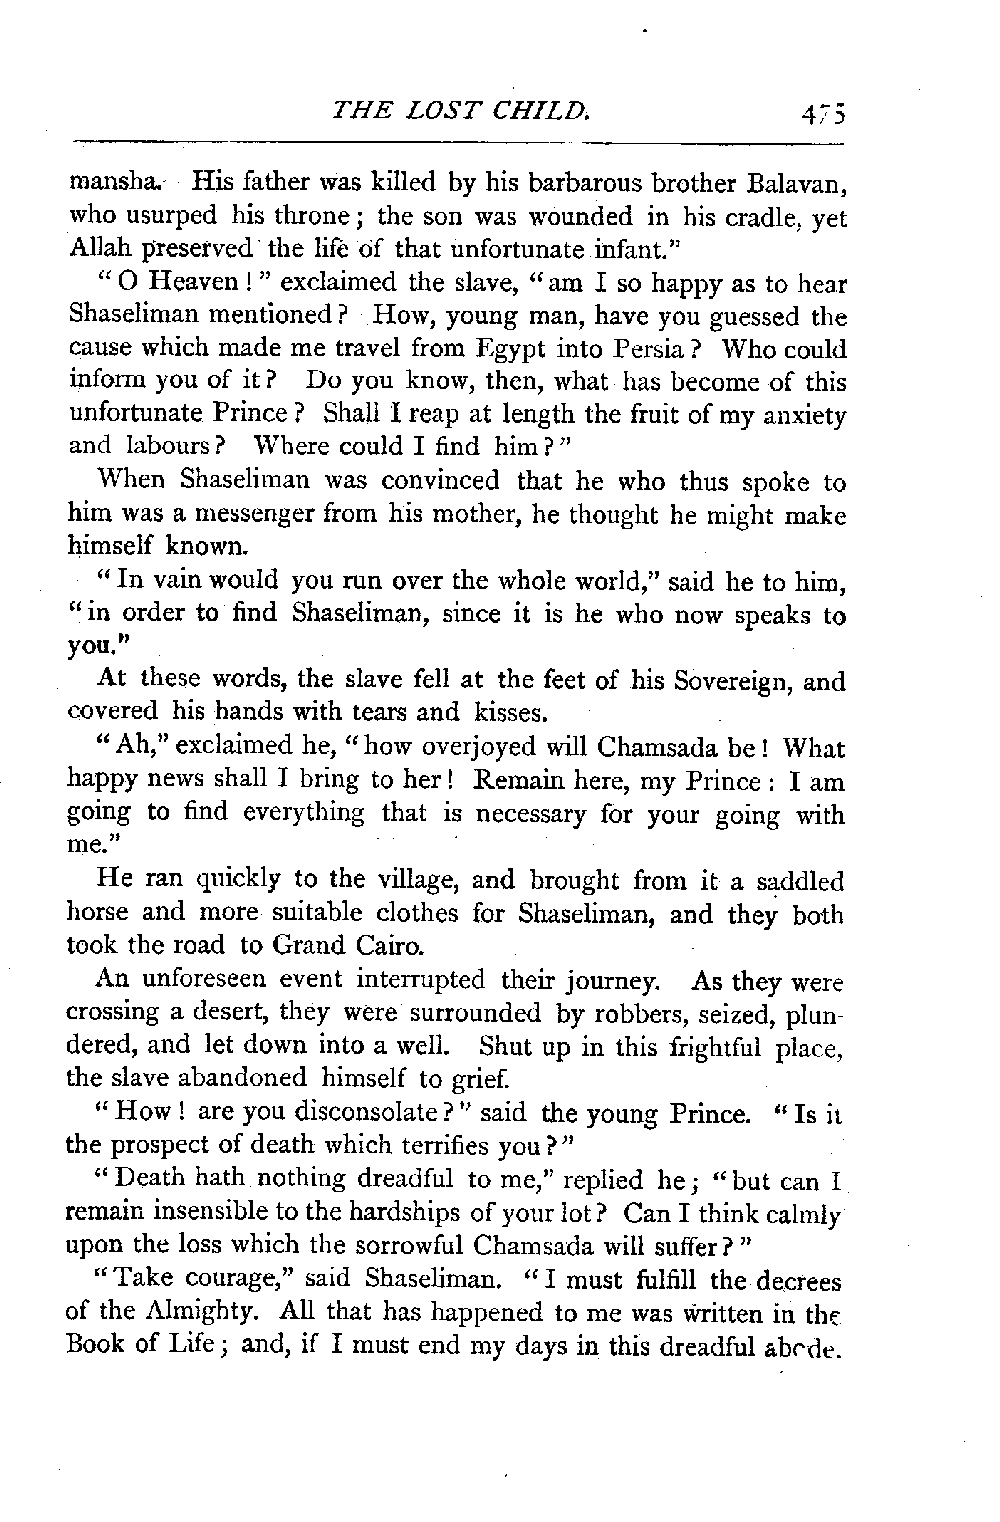 THE LOST CHILD. 475
mansha. His father was killed by his barbarous brother Balavan,
who usurped his throne; the son was wounded in his cradle, yet
Allah preserved the life of that unfortunate infant."
"O Heaven!" exclaimed the slave, "am I so happy as to hear
Shaseliman mentioned? How, young man, have you guessed the
cause which made me travel from Egypt into Persia? Who could
inform you of it? Do you know, then, what has become of this
unfortunate Prince? Shall I reap at length the fruit of my anxiety
and labours? Where could I find him?"
When Shaseliman was convinced that he who thus spoke to
him was a messenger from his mother, he thought he might make
himself known.
"In vain would you run over the whole world," said he to him,
"in order to find Shaseliman, since it is he who now speaks to
you."
At these words, the slave fell at the feet of his Sovereign, and
covered his hands with tears and kisses.
"Ah," exclaimed he, "how overjoyed will Chamsada be! What
happy news shall I bring to her! Remain here, my Prince: I am
going to find everything that is necessary for your going with
me."
He ran quickly to the village, and brought from it a saddled
horse and more suitable clothes for Shaseliman, and they both
took the road to Grand Cairo.
An unforeseen event interrupted their journey. As they were
crossing a desert, they were surrounded by robbers, seized, plun-
dered, and let down into a well. Shut up in this frightful place,
the slave abandoned himself to grief.
"How! are you disconsolate?" said the young Prince. "Is it
the prospect of death which terrifies you?"
"Death hath nothing dreadful to me," replied he; "but can I
remain insensible to the hardships of your lot? Can I think calmly
upon the loss which the sorrowful Chamsada will suffer?"
"Take courage," said Shaseliman. "I must fulfill the decrees
of the Almighty. All that has happened to me was written in the
Book of Life; and, if I must end my days in this dreadful abode.